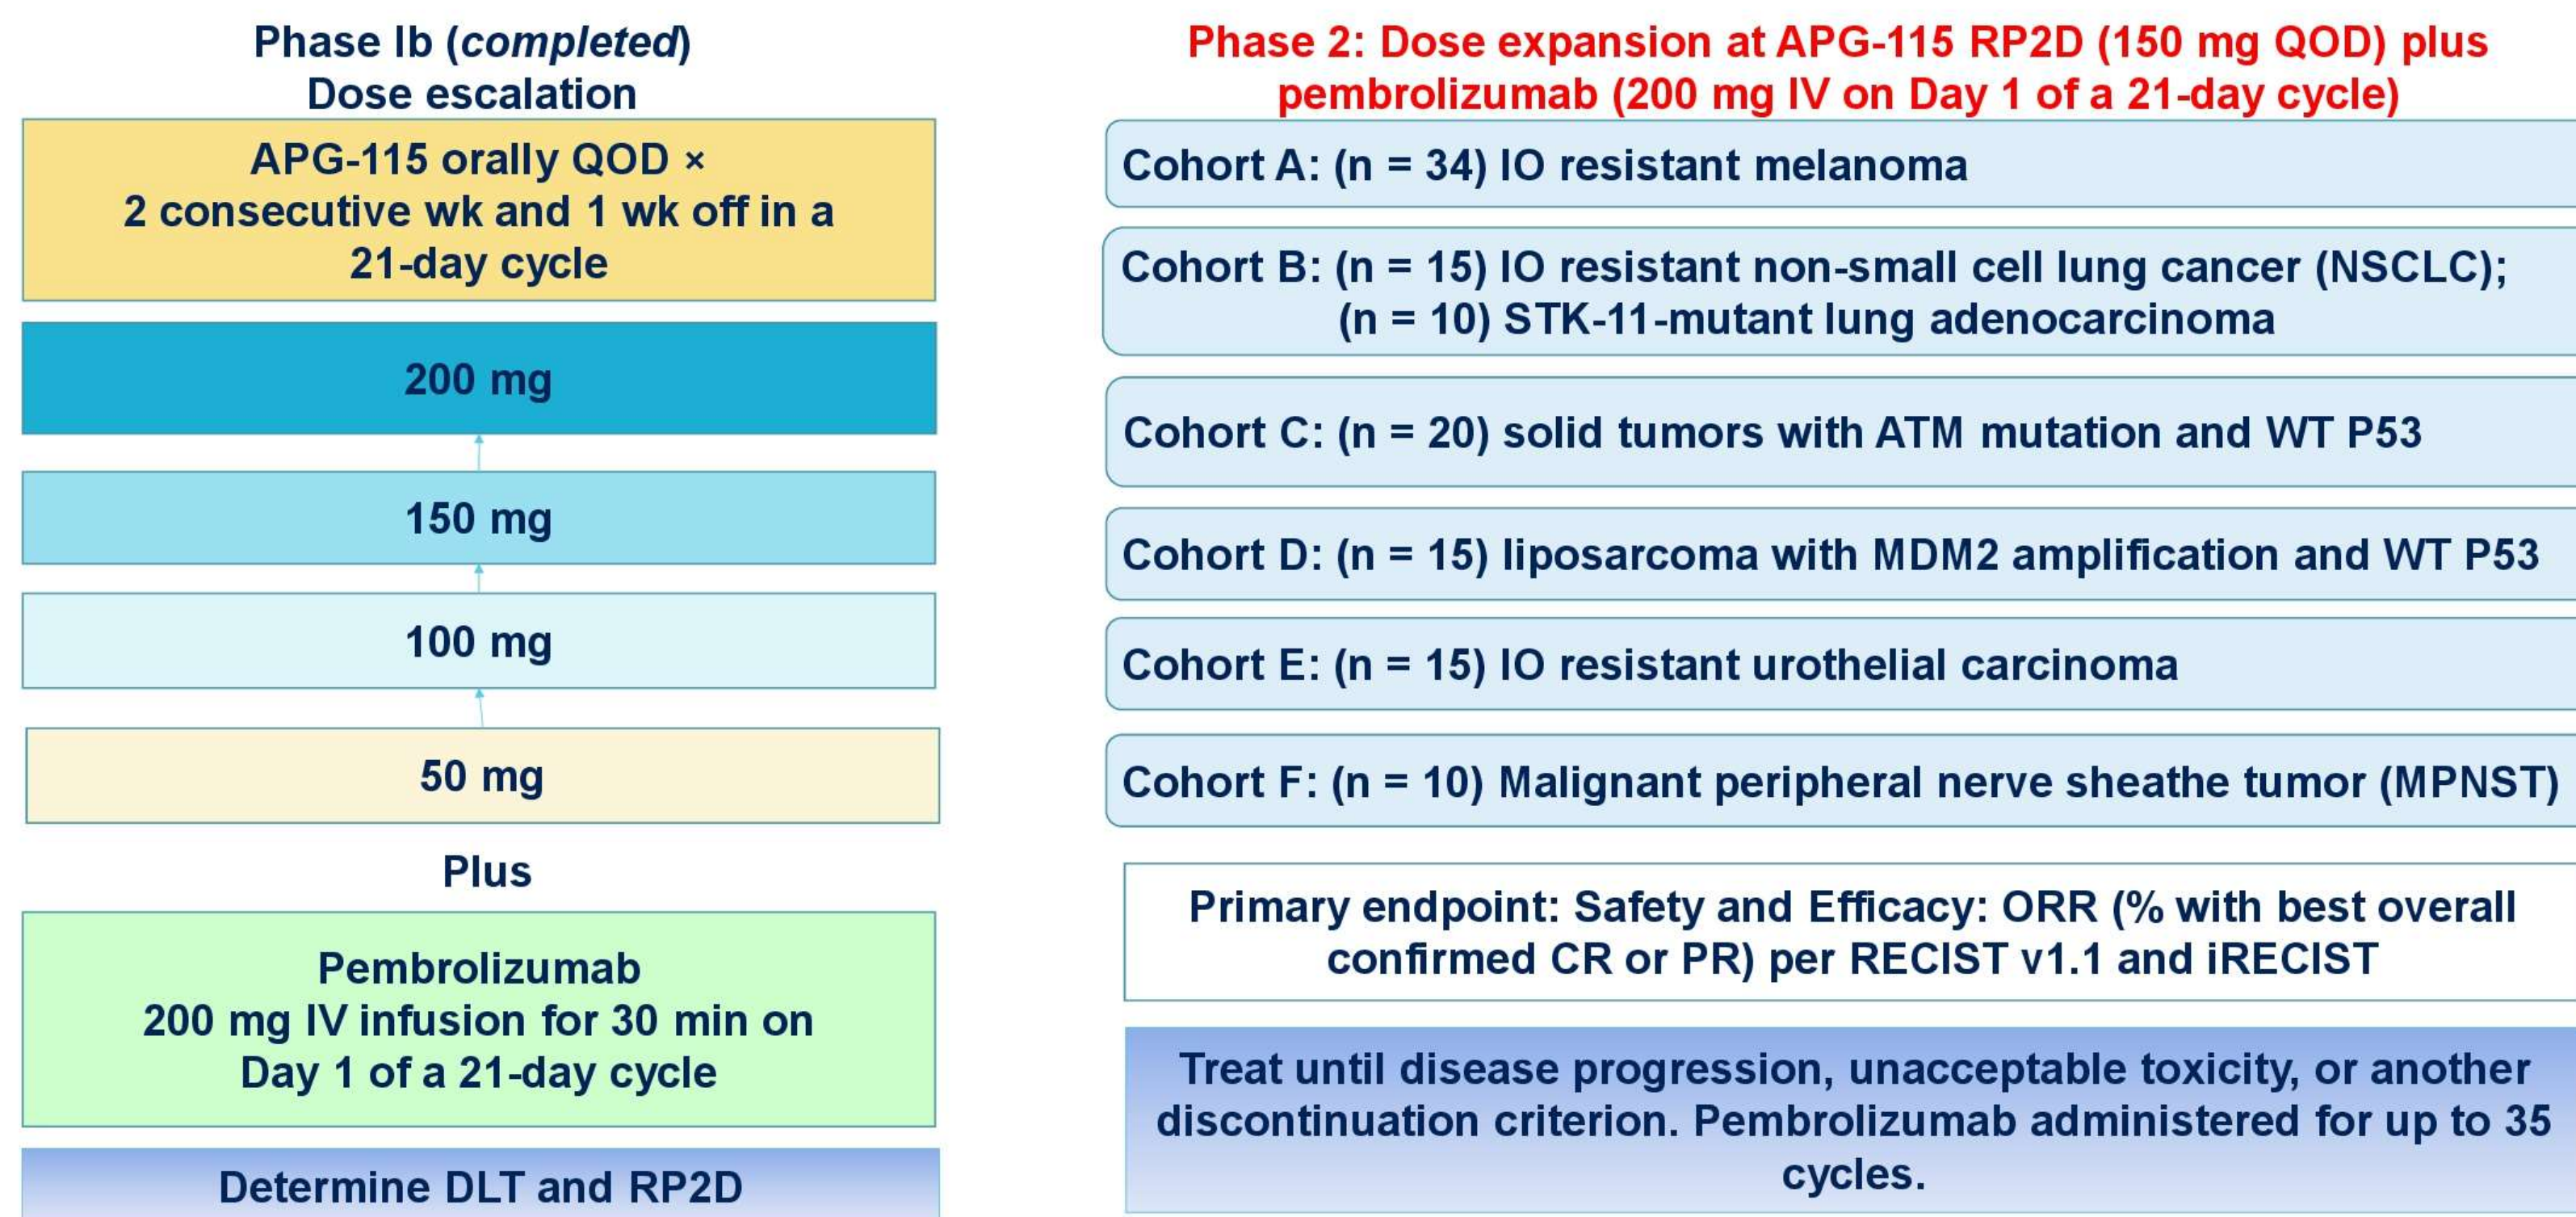 Phase Ib (completed)
Dose escalation
APG-115 orally QOD ×
2 consecutive wk and 1 wk off in a
21-day cycle
200 mg
150 mg
100 mg
50 mg
Plus
Pembrolizumab
200 mg IV infusion for 30 min on
Day 1 of a 21-day cycle
Determine DLT and RP2D
Phase 2: Dose expansion at APG-115 RP2D (150 mg QOD) plus
pembrolizumab (200 mg IV on Day 1 of a 21-day cycle)
Cohort A: (n = 34) IO resistant melanoma
Cohort B: (n = 15) IO resistant non-small cell lung cancer (NSCLC);
(n = 10) STK-11-mutant lung adenocarcinoma
Cohort C: (n = 20) solid tumors with ATM mutation and WT P53
Cohort D: (n = 15) liposarcoma with MDM2 amplification and WT P53
Cohort E: (n = 15) IO resistant urothelial carcinoma
Cohort F: (n = 10) Malignant peripheral nerve sheathe tumor (MPNST)
Primary endpoint: Safety and Efficacy: ORR (% with best overall
confirmed CR or PR) per RECIST v1.1 and iRECIST
Treat until disease progression, unacceptable toxicity, or another
discontinuation criterion. Pembrolizumab administered for up to 35
cycles.